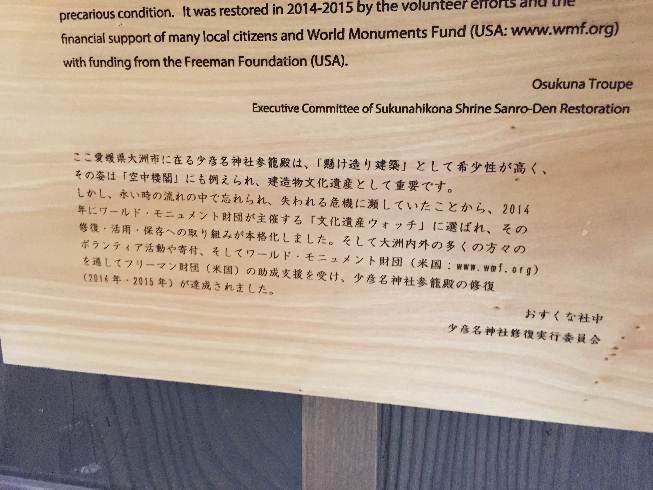 precarious condition. It was restored in 2014-2015 by the volunteer efforts and the
financial support of many local citizens and World Monuments Fund (USA: www.wmf.org)
with funding from the Freeman Foundation (USA).
Osukuna Troupe
Executive Committee of Sukunahikona Shrine Sanro-Den Restoration
ここ愛媛県大洲市に在る少彦名神社参籠殿は、「懸け造り建築」として希少性が高く、
その姿は「空中楼閣」にも例えられ、建造物文化遺産として重要です。
しかし、永い時の流れの中で忘れられ、失われる危機に瀕していたことから、2014
年にワールド・モニュメント財団が主催する「文化遺産ウォッチ」に選ばれ、その
修復・活用・保存への取り組みが本格化しました。そして大洲内外の多くの方々の
ボランティア活動や寄付、そしてワールド・モニュメント財団（米国：www.wmf.org）
を通してフリーマン財団（米国）の助成支援を受け、少彦名神社参籠殿の修復
（2014年・2015年）が達成されました。
おすくな社中
少彦名神社修復実行委員会